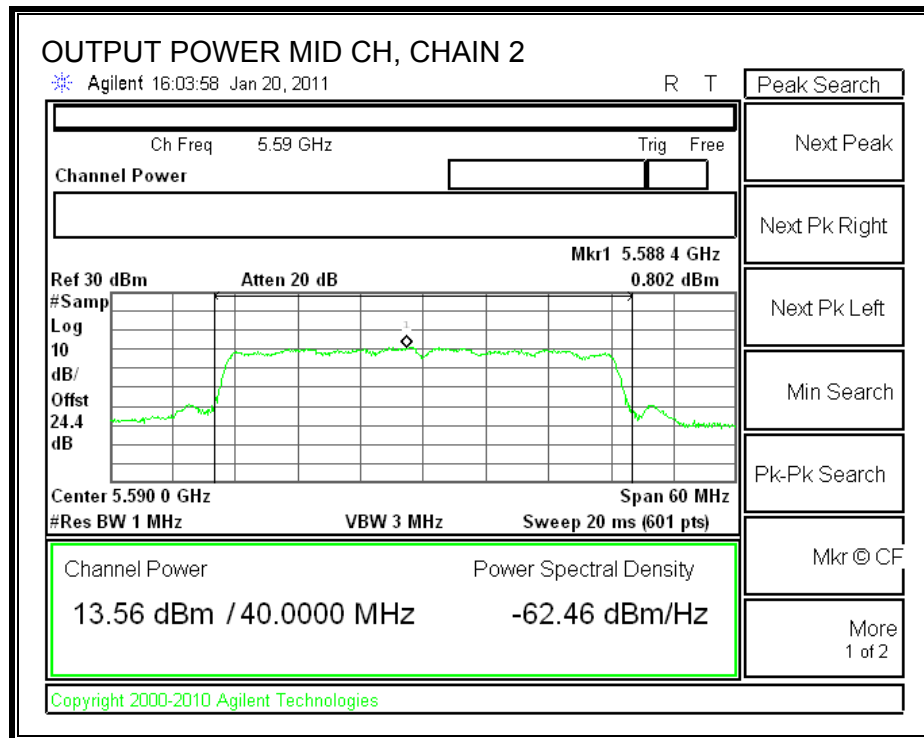 OUTPUT POWER MID CH, CHAIN 2
Agilent 16:03:58 Jan 20, 2011 R T
Peak Search
Ch Freq 5.59 GHz Trig Free
Channel Power
Next Peak
Next Pk Right
Mkr1 5.588 4 GHz
Ref 30 dBm Atten 20 dB 0.802 dBm
#Samp
Log
10
dB/
Offst
24.4
dB
1
Next Pk Left
Min Search
Pk-Pk Search
Center 5.590 0 GHz Span 60 MHz
#Res BW 1 MHz VBW 3 MHz Sweep 20 ms (601 pts)
Channel Power Power Spectral Density
13.56 dBm / 40.0000 MHz -62.46 dBm/Hz
Mkr © CF
More
1 of 2
Copyright 2000-2010 Agilent Technologies